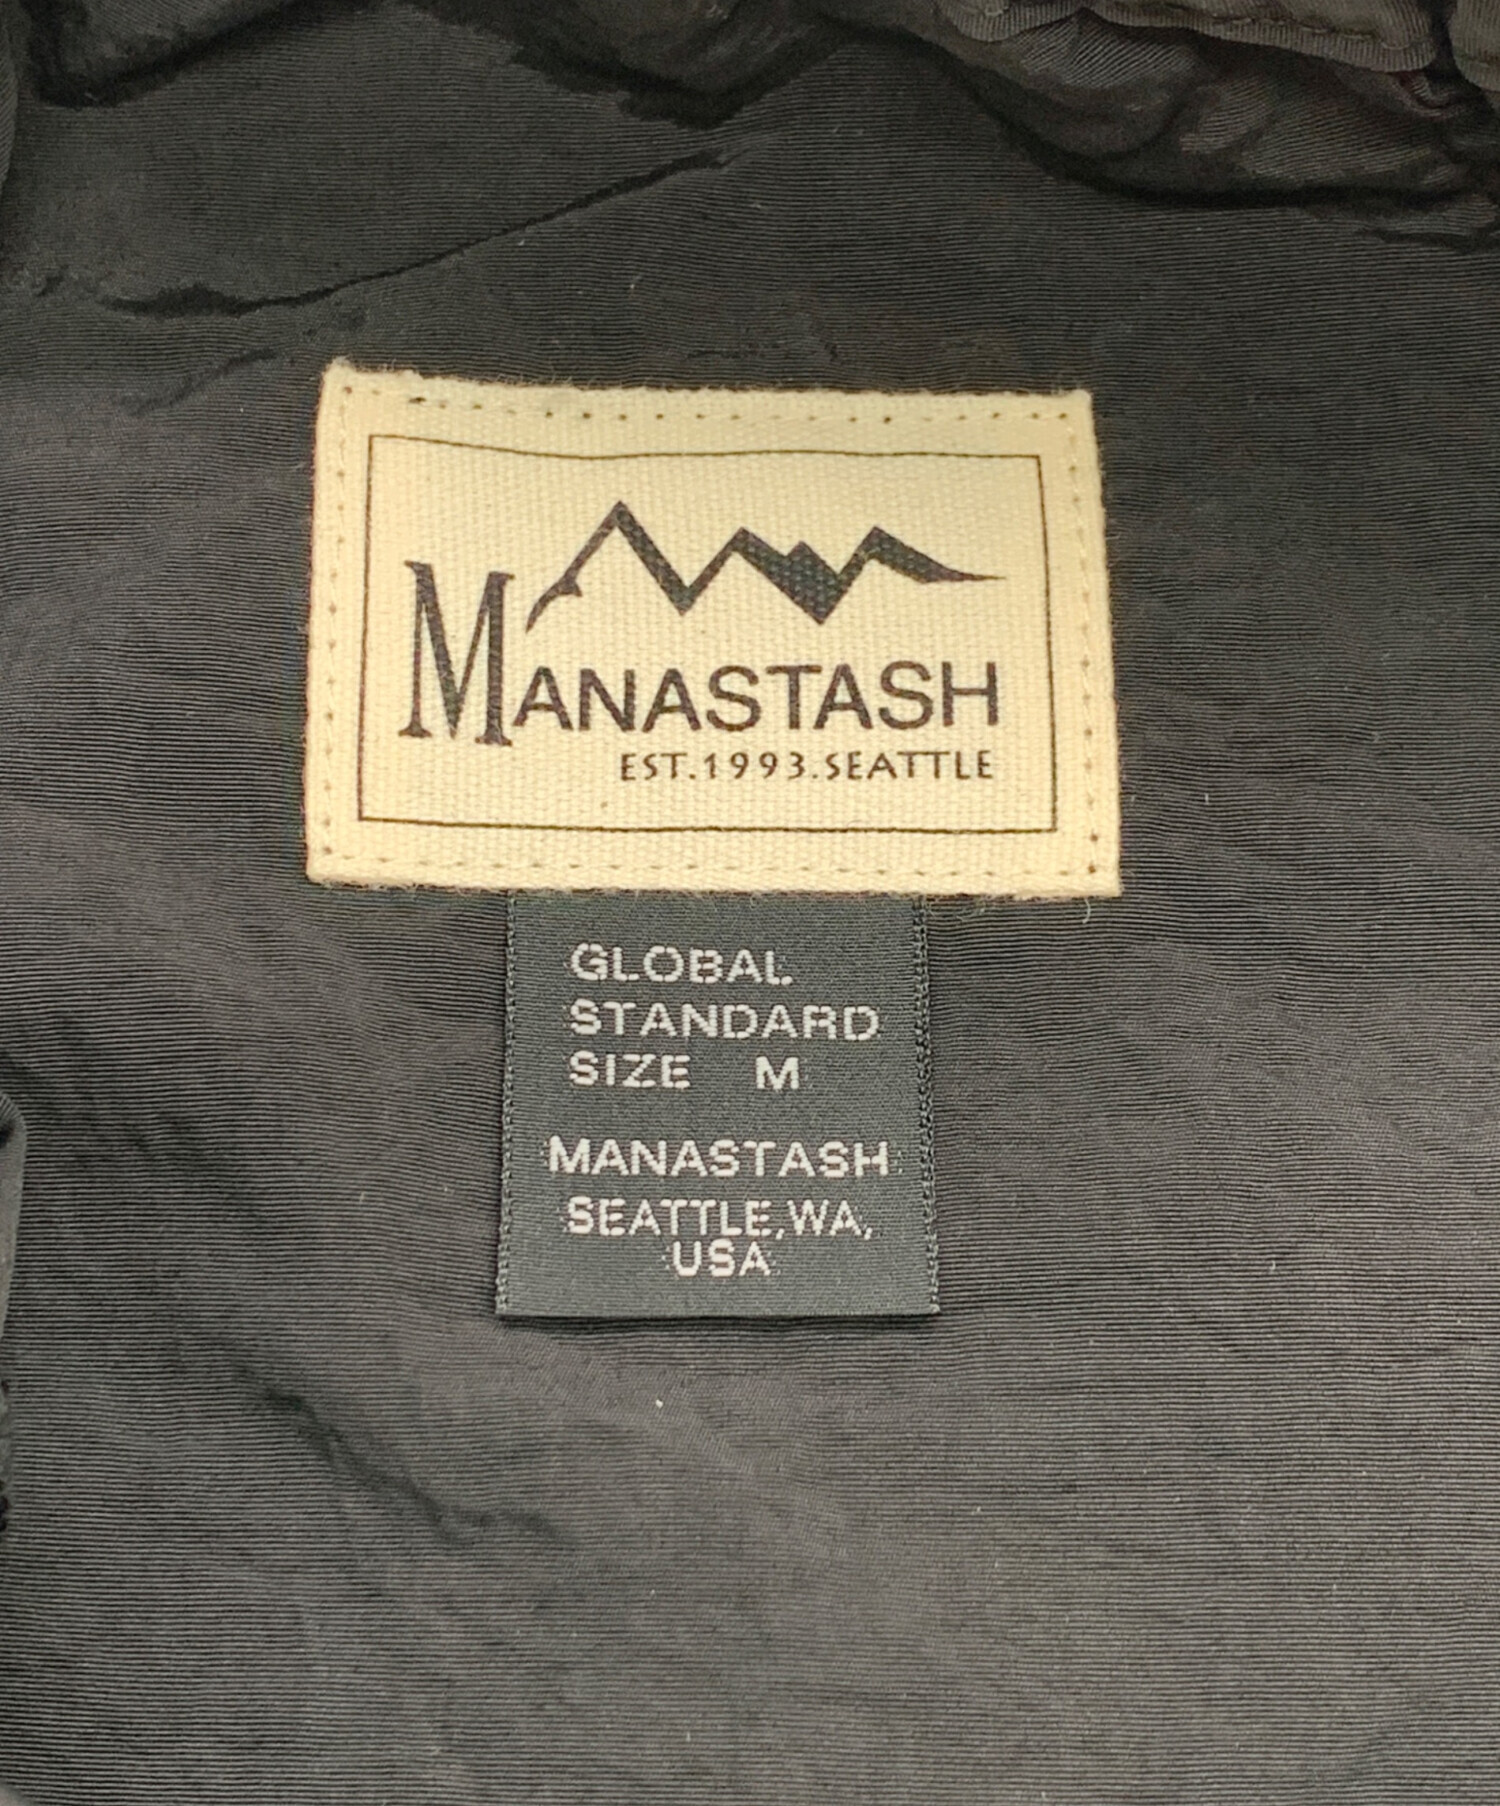 MANASTASH
EST.1993.SEATTLE
GLOBAL
STANDARD
SIZE M
MANASTASH
SEATTLE,WA,
USA